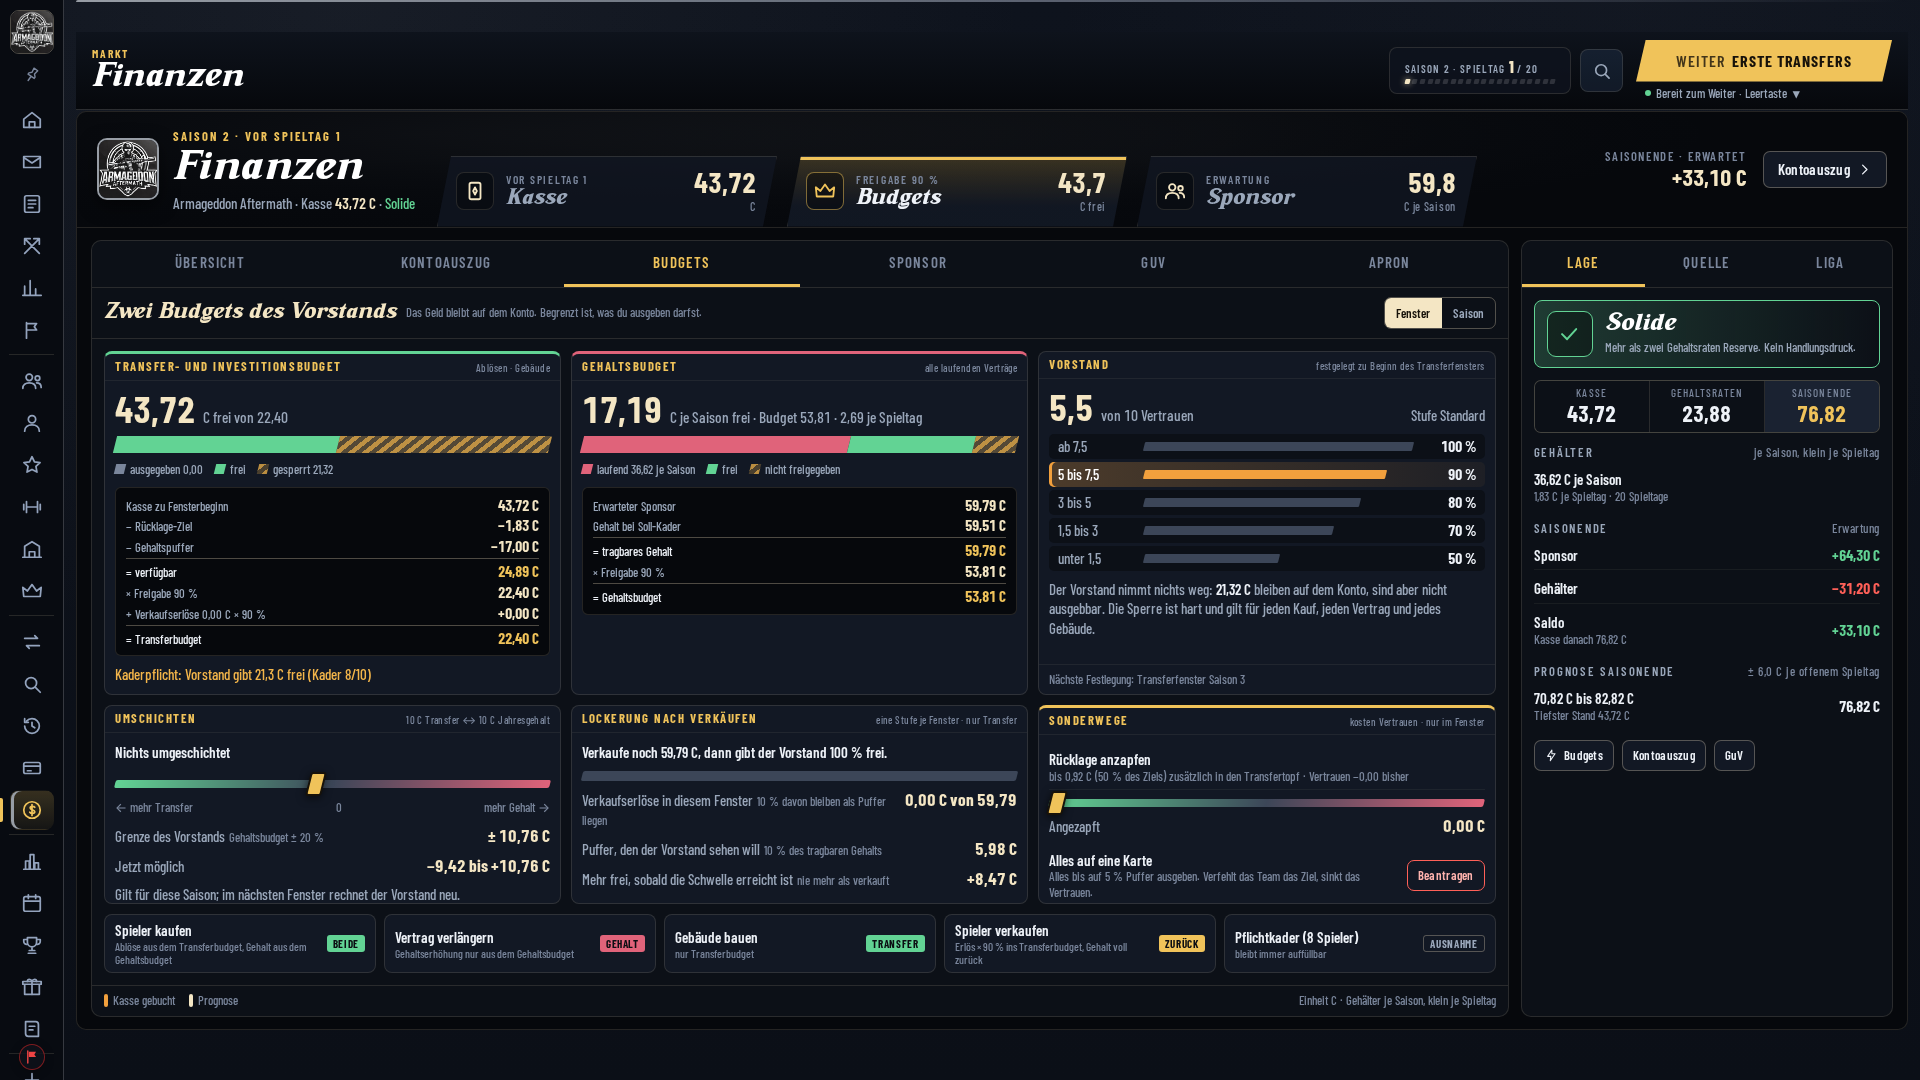 MARKT
Finanzen
SAISON 2 · SPIELTAG 1 / 20
WEITER ERSTE TRANSFERS
Bereit zum Weiter · Leertaste ▼
ARMAGEDDON
AFTERMATH
SAISON 2 · VOR SPIELTAG 1
Finanzen
Armageddon Aftermath · Kasse 43,72 C · Solide
VOR SPIELTAG 1
Kasse
43,72
C
FREIGABE 90 %
Budgets
43,7
C frei
ERWARTUNG
Sponsor
59,8
C je Saison
SAISONENDE · ERWARTET
+33,10 C
Kontoauszug
ÜBERSICHT
KONTOAUSZUG
BUDGETS
SPONSOR
GUV
APRON
Zwei Budgets des Vorstands
Das Geld bleibt auf dem Konto. Begrenzt ist, was du ausgeben darfst.
Fenster
Saison
TRANSFER- UND INVESTITIONSBUDGET
Ablösen · Gebäude
43,72 C frei von 22,40
ausgegeben 0,00
frei
gesperrt 21,32
Kasse zu Fensterbeginn 43,72 C
– Rücklage-Ziel −1,83 C
– Gehaltspuffer −17,00 C
= verfügbar 24,89 C
× Freigabe 90 % 22,40 C
+ Verkaufserlöse 0,00 C × 90 % +0,00 C
= Transferbudget 22,40 C
Kaderpflicht: Vorstand gibt 21,3 C frei (Kader 8/10)
GEHALTSBUDGET
alle laufenden Verträge
17,19 C je Saison frei · Budget 53,81 · 2,69 je Spieltag
laufend 36,62 je Saison
frei
nicht freigegeben
Erwarteter Sponsor 59,79 C
Gehalt bei Soll-Kader 59,51 C
= tragbares Gehalt 59,79 C
× Freigabe 90 % 53,81 C
= Gehaltsbudget 53,81 C
VORSTAND
festgelegt zu Beginn des Transferfensters
5,5 von 10 Vertrauen
Stufe Standard
ab 7,5 100 %
5 bis 7,5 90 %
3 bis 5 80 %
1,5 bis 3 70 %
unter 1,5 50 %
Der Vorstand nimmt nichts weg: 21,32 C bleiben auf dem Konto, sind aber nicht
ausgebbar. Die Sperre ist hart und gilt für jeden Kauf, jeden Vertrag und jedes
Gebäude.
Nächste Festlegung: Transferfenster Saison 3
UMSCHICHTEN
10 C Transfer ↔ 10 C Jahresgehalt
Nichts umgeschichtet
← mehr Transfer
0
mehr Gehalt →
Grenze des Vorstands Gehaltsbudget ± 20 % ± 10,76 C
Jetzt möglich −9,42 bis +10,76 C
Gilt für diese Saison; im nächsten Fenster rechnet der Vorstand neu.
LOCKERUNG NACH VERKÄUFEN
eine Stufe je Fenster · nur Transfer
Verkaufe noch 59,79 C, dann gibt der Vorstand 100 % frei.
Verkaufserlöse in diesem Fenster 10 % davon bleiben als Puffer
liegen
0,00 C von 59,79
Puffer, den der Vorstand sehen will 10 % des tragbaren Gehalts 5,98 C
Mehr frei, sobald die Schwelle erreicht ist nie mehr als verkauft +8,47 C
SONDERWEGE
kosten Vertrauen · nur im Fenster
Rücklage anzapfen
bis 0,92 C (50 % des Ziels) zusätzlich in den Transfertopf · Vertrauen −0,00 bisher
Angezapft 0,00 C
Alles auf eine Karte
Alles bis auf 5 % Puffer ausgeben. Verfehlt das Team das Ziel, sinkt das
Vertrauen.
Beantragen
Spieler kaufen
Ablöse aus dem Transferbudget, Gehalt aus dem
Gehaltsbudget
BEIDE
Vertrag verlängern
Gehaltserhöhung nur aus dem Gehaltsbudget
GEHALT
Gebäude bauen
nur Transferbudget
TRANSFER
Spieler verkaufen
Erlös × 90 % ins Transferbudget, Gehalt voll
zurück
ZURÜCK
Pflichtkader (8 Spieler)
bleibt immer auffüllbar
AUSNAHME
Kasse gebucht
Prognose
Einheit C · Gehälter je Saison, klein je Spieltag
LAGE
QUELLE
LIGA
Solide
Mehr als zwei Gehaltsraten Reserve. Kein Handlungsdruck.
KASSE
43,72
GEHALTSRATEN
23,88
SAISONENDE
76,82
GEHÄLTER
je Saison, klein je Spieltag
36,62 C je Saison
1,83 C je Spieltag · 20 Spieltage
SAISONENDE
Erwartung
Sponsor +64,30 C
Gehälter −31,20 C
Saldo
Kasse danach 76,82 C
+33,10 C
PROGNOSE SAISONENDE
± 6,0 C je offenem Spieltag
70,82 C bis 82,82 C
Tiefster Stand 43,72 C
76,82 C
Budgets
Kontoauszug
GuV